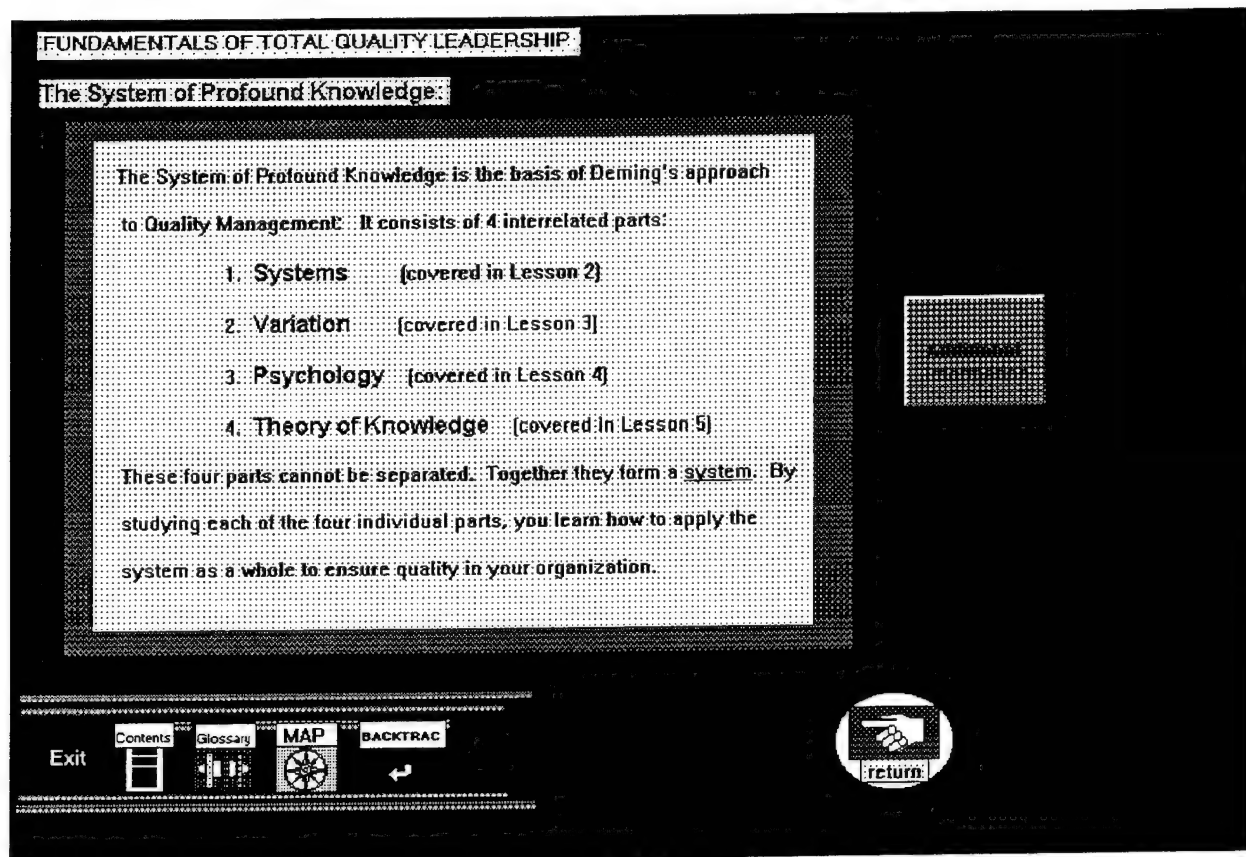 FUNDAMENTALS OF TOTAL QUALITY LEADERSHIP
The System of Profound Knowledge:
The System of Profound Knowledge is the basis of Deming's approach
to Quality Management. It consists of 4 interrelated parts:
1. Systems (covered in Lesson 2)
2. Variation (covered in Lesson 3)
3. Psychology (covered in Lesson 4)
4. Theory of Knowledge (covered in Lesson 5)
These four parts cannot be separated. Together they form a system. By
studying each of the four individual parts, you learn how to apply the
system as a whole to ensure quality in your organization.
Exit Contents Glossary MAP BACKTRAC
return